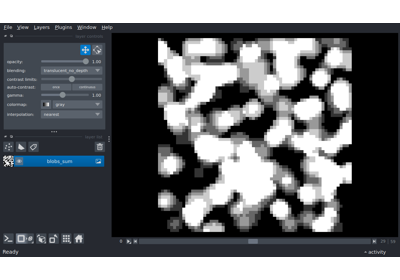 File View Layers Plugins Window Help
opacity: 1.00
blending: translucent_no_depth
contrast limits:
auto-contrast: once continuous
gamma: 1.00
colormap: gray
interpolation: nearest
blobs_sum
Ready
activity